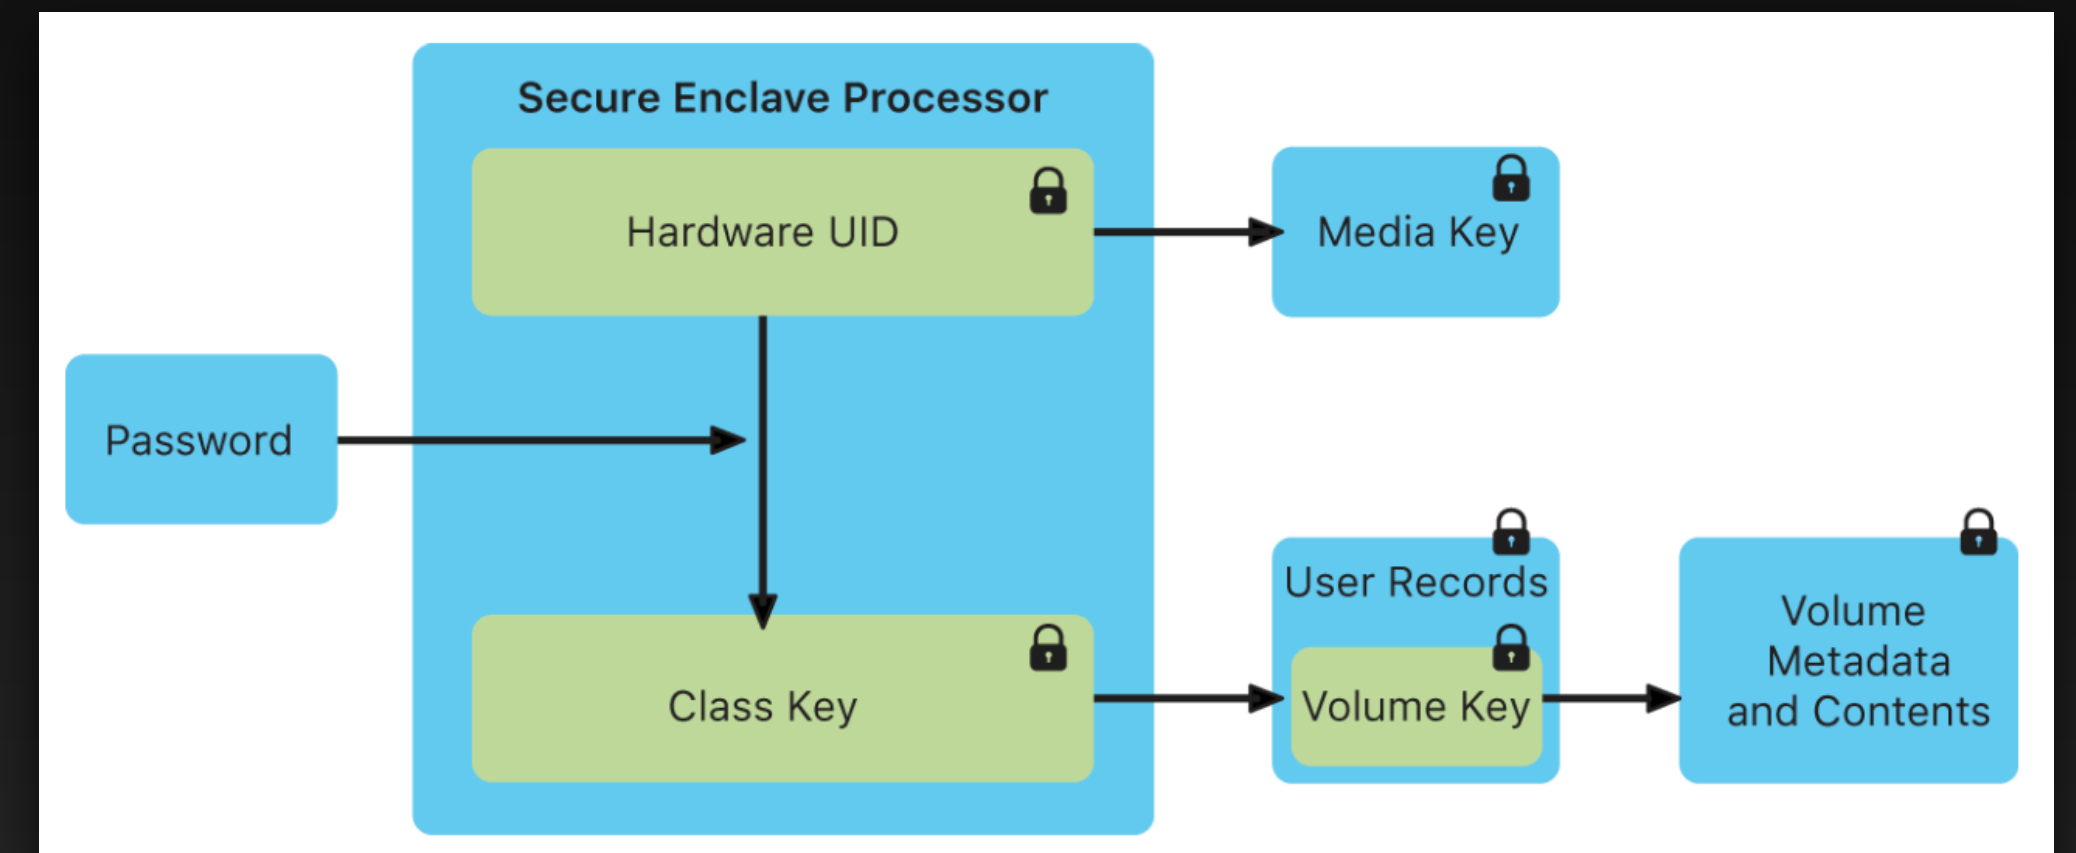 Secure Enclave Processor
Hardware UID
Media Key
Password
User Records
Class Key
Volume Key
Volume
Metadata
and Contents